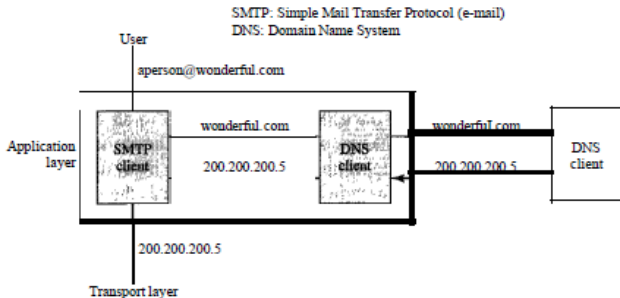 SMTP: Simple Mail Transfer Protocol (e-mail)
DNS: Domain Name System
User
aperson@wonderful.com
Application
layer
SMTP
client
wonderful.com
200.200.200.5
DNS
client
wonderful.com
200.200.200.5
DNS
client
200.200.200.5
Transport layer